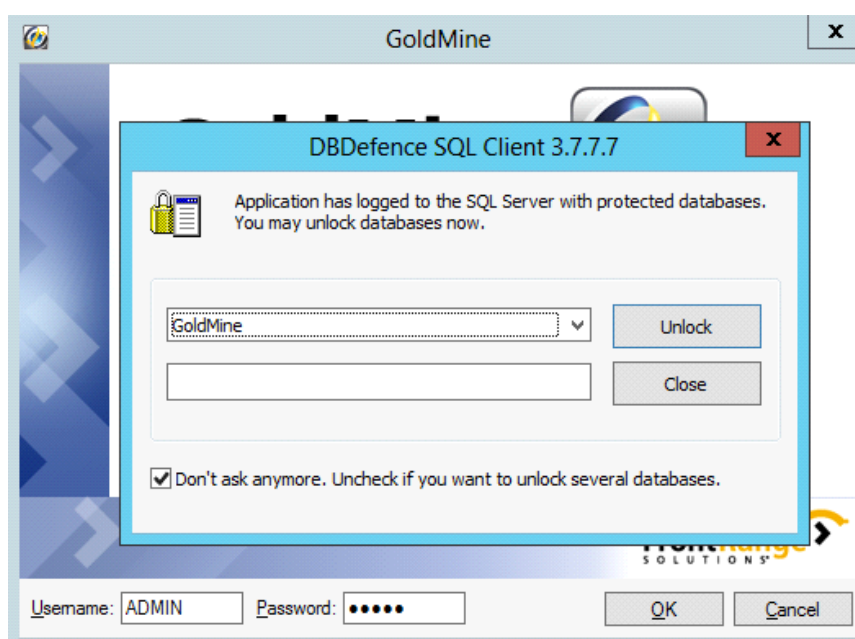 GoldMine
DBDefence SQL Client 3.7.7.7
Application has logged to the SQL Server with protected databases.
You may unlock databases now.
GoldMine
Unlock
Close
Don't ask anymore. Uncheck if you want to unlock several databases.
SOLUTIONS
Username: ADMIN Password: ••••• OK Cancel